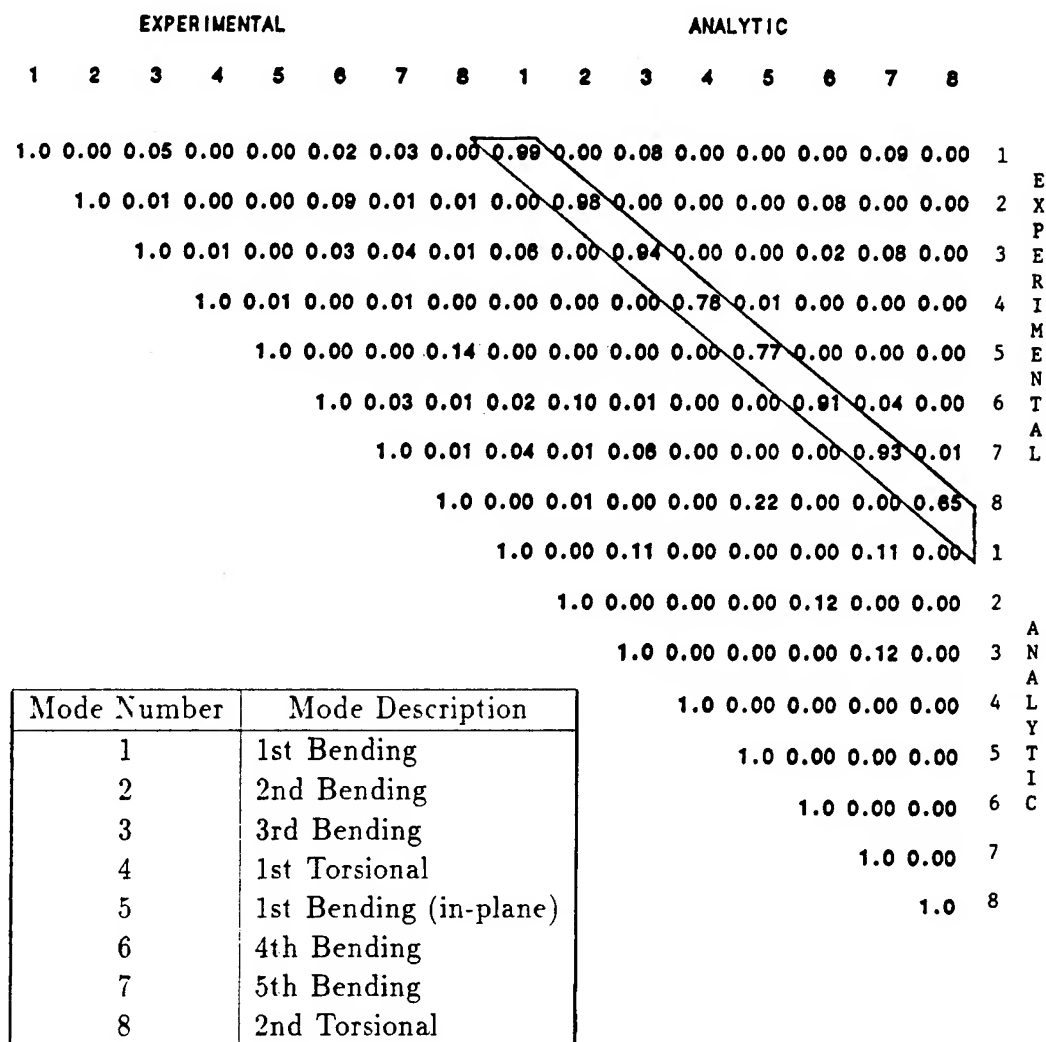 EXPERIMENTAL ANALYTIC
1 2 3 4 5 6 7 8 1 2 3 4 5 6 7 8
1.0 0.00 0.05 0.00 0.00 0.02 0.03 0.00 0.99 0.00 0.08 0.00 0.00 0.00 0.09 0.00 1
1.0 0.01 0.00 0.00 0.09 0.01 0.01 0.00 0.98 0.00 0.00 0.00 0.08 0.00 0.00 2
1.0 0.01 0.00 0.03 0.04 0.01 0.06 0.00 0.94 0.00 0.00 0.02 0.08 0.00 3
1.0 0.01 0.00 0.01 0.00 0.00 0.00 0.00 0.78 0.01 0.00 0.00 0.00 4
1.0 0.00 0.00 0.14 0.00 0.00 0.00 0.00 0.77 0.00 0.00 0.00 5
1.0 0.03 0.01 0.02 0.10 0.01 0.00 0.00 0.91 0.04 0.00 6
1.0 0.01 0.04 0.01 0.06 0.00 0.00 0.00 0.93 0.01 7
1.0 0.00 0.01 0.00 0.00 0.22 0.00 0.00 0.65 8
1.0 0.00 0.11 0.00 0.00 0.00 0.11 0.00 1
1.0 0.00 0.00 0.00 0.12 0.00 0.00 2
1.0 0.00 0.00 0.00 0.12 0.00 3
1.0 0.00 0.00 0.00 0.00 4
1.0 0.00 0.00 0.00 5
1.0 0.00 0.00 6
1.0 0.00 7
1.0 8
EXPERIMENTAL
ANALYTIC
Mode Number Mode Description
1 1st Bending
2 2nd Bending
3 3rd Bending
4 1st Torsional
5 1st Bending (in-plane)
6 4th Bending
7 5th Bending
8 2nd Torsional